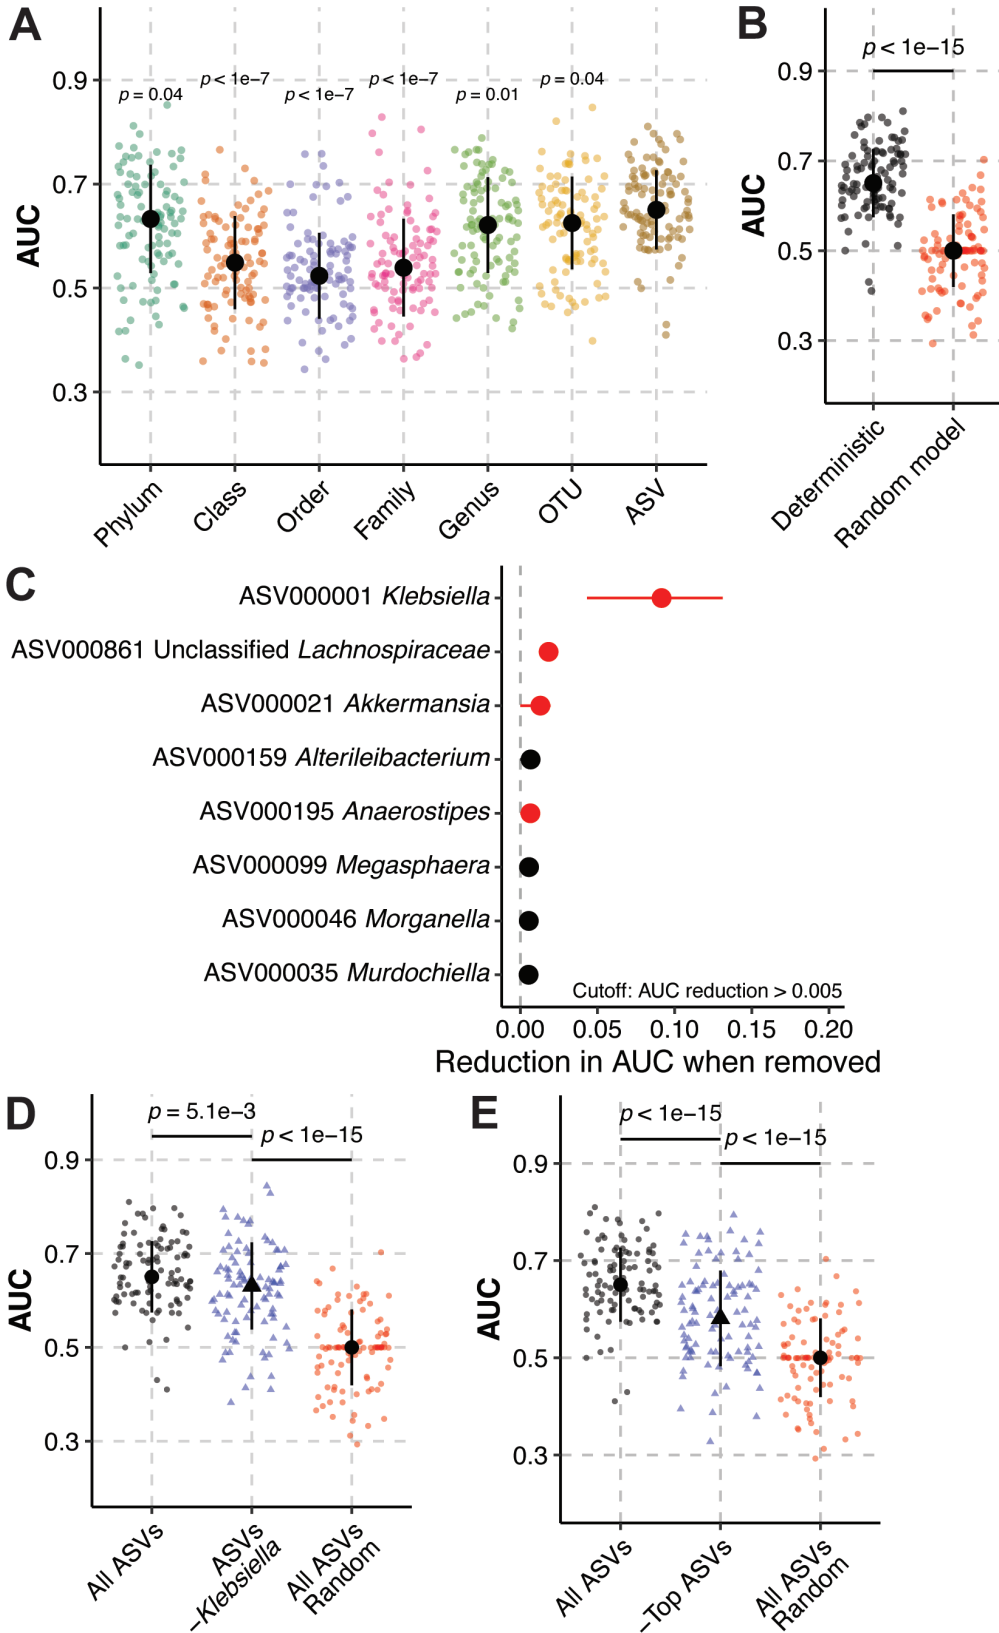 A
AUC
0.9
0.7
0.5
0.3
p = 0.04
p < 1e−7
p < 1e−7
p < 1e−7
p = 0.01
p = 0.04
Phylum
Class
Order
Family
Genus
OTU
ASV
B
AUC
0.9
0.7
0.5
0.3
p < 1e−15
Deterministic
Random model
C
ASV000001 Klebsiella
ASV000861 Unclassified Lachnospiraceae
ASV000021 Akkermansia
ASV000159 Alterileibacterium
ASV000195 Anaerostipes
ASV000099 Megasphaera
ASV000046 Morganella
ASV000035 Murdochiella
Cutoff: AUC reduction > 0.005
0.00 0.05 0.10 0.15 0.20
Reduction in AUC when removed
D
AUC
0.9
0.7
0.5
0.3
p = 5.1e−3
p < 1e−15
All ASVs
ASVs
−Klebsiella
All ASVs
Random
E
AUC
0.9
0.7
0.5
0.3
p < 1e−15
p < 1e−15
All ASVs
−Top ASVs
All ASVs
Random